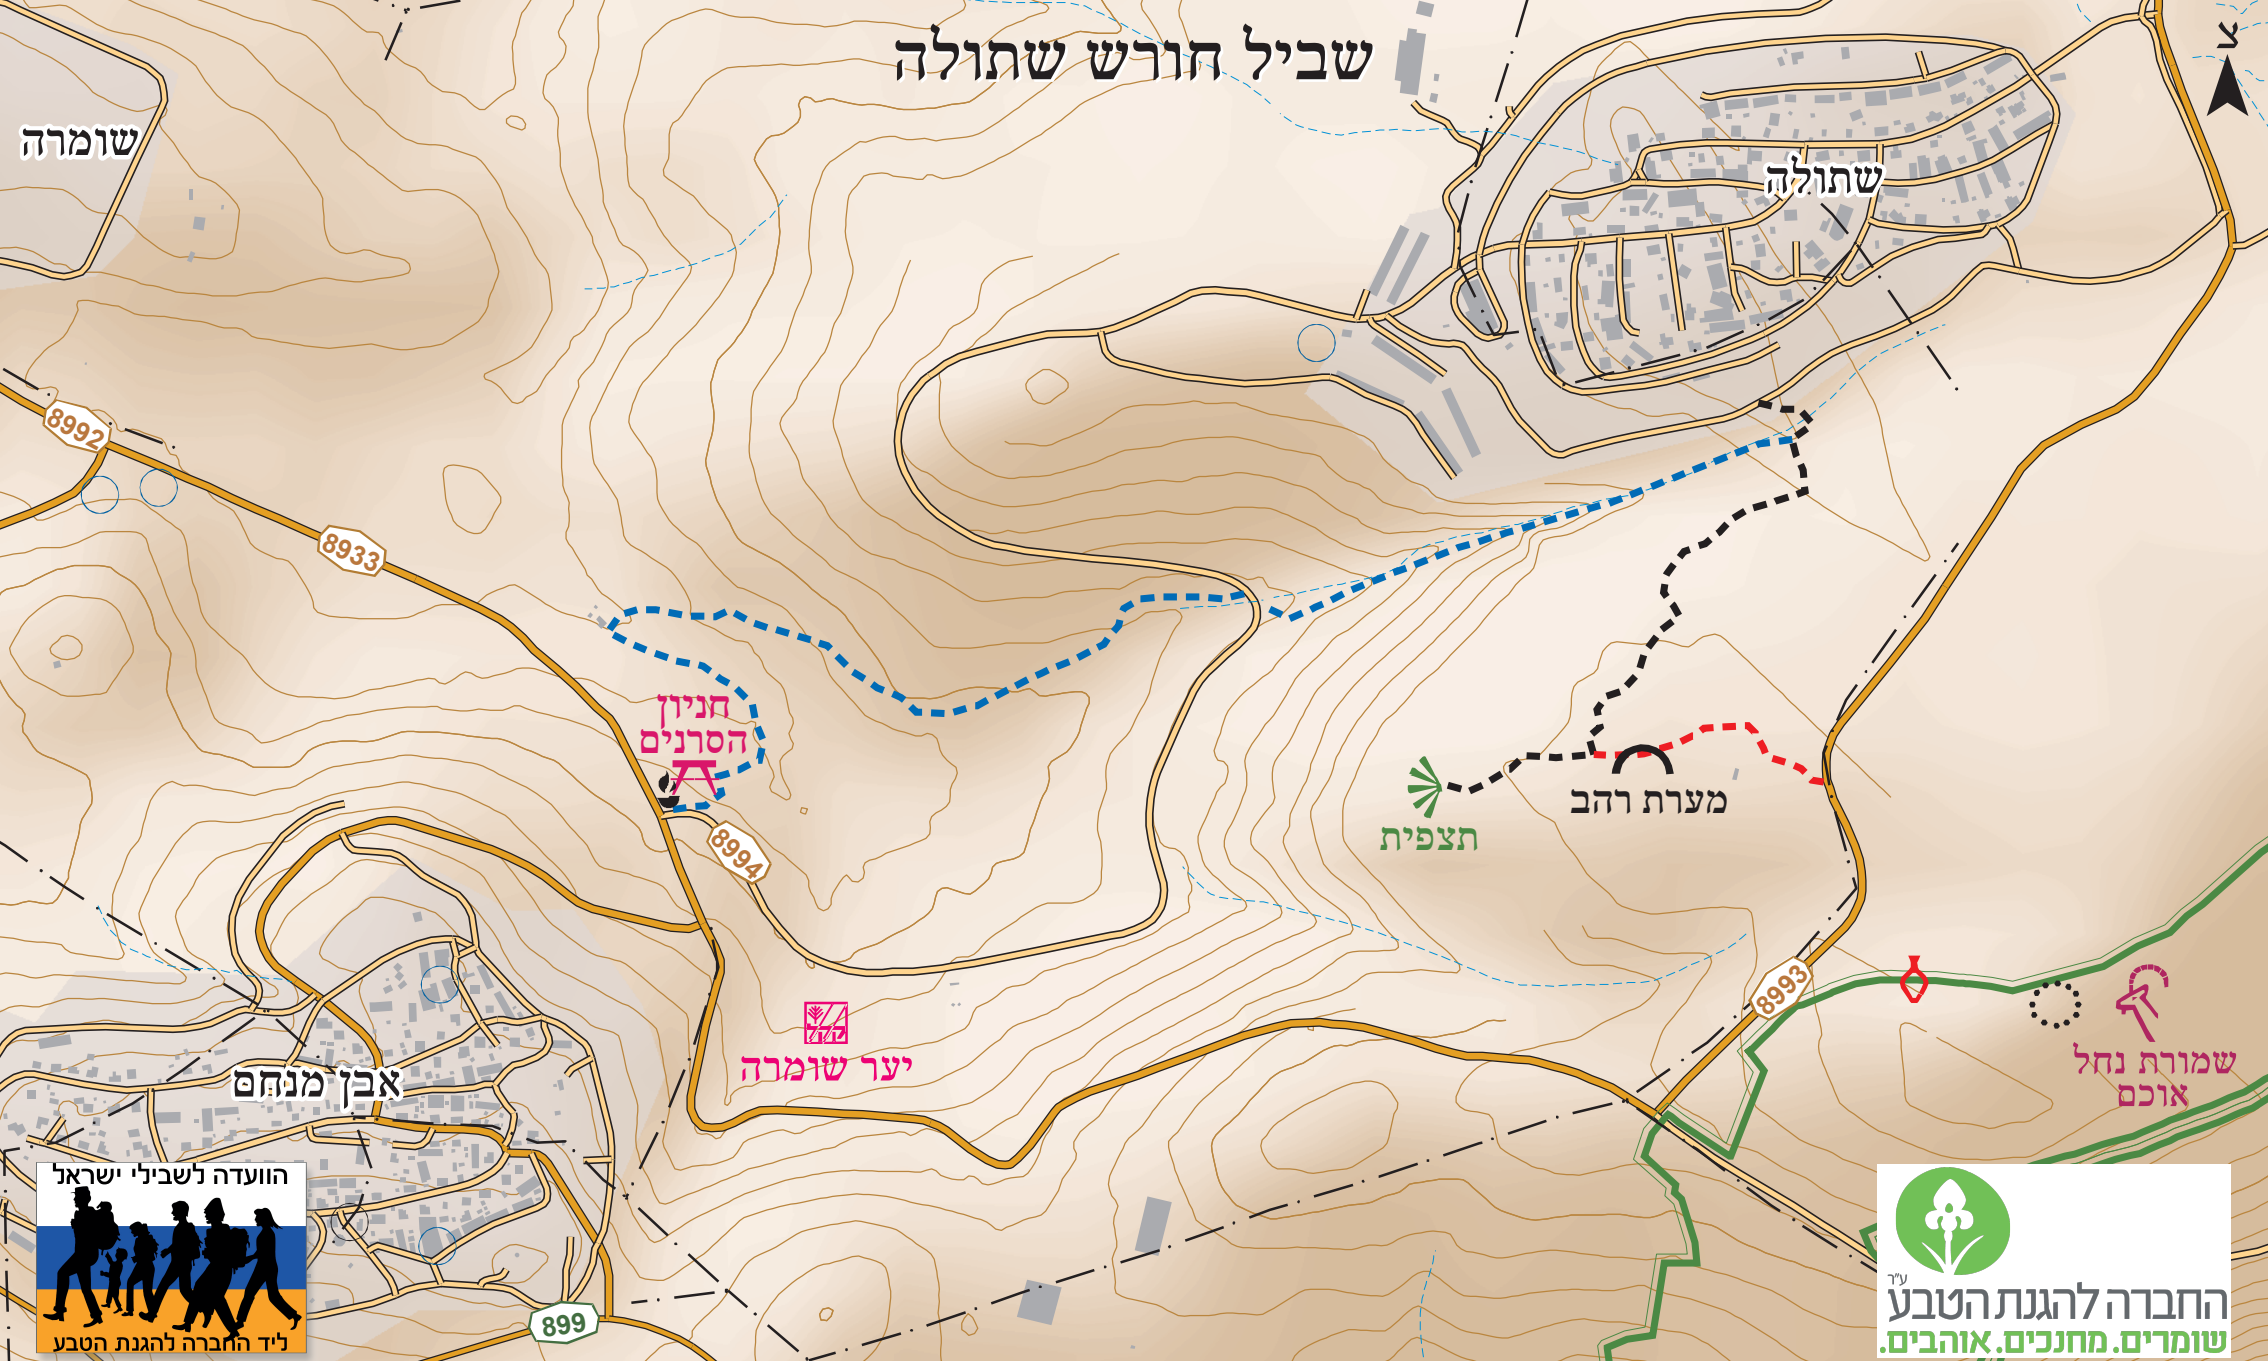 שביל חורש שתולה
צ
שומרה
שתולה
8992
8933
חניון
הסרנים
8994
מערת רהב
תצפית
8993
קקל
יער שומרה
שמורת נחל
אוכם
אבן מנחם
899
הוועדה לשבילי ישראל
ליד החברה להגנת הטבע
ע"ר
החברה להגנת הטבע
שומרים. מחנכים. אוהבים.